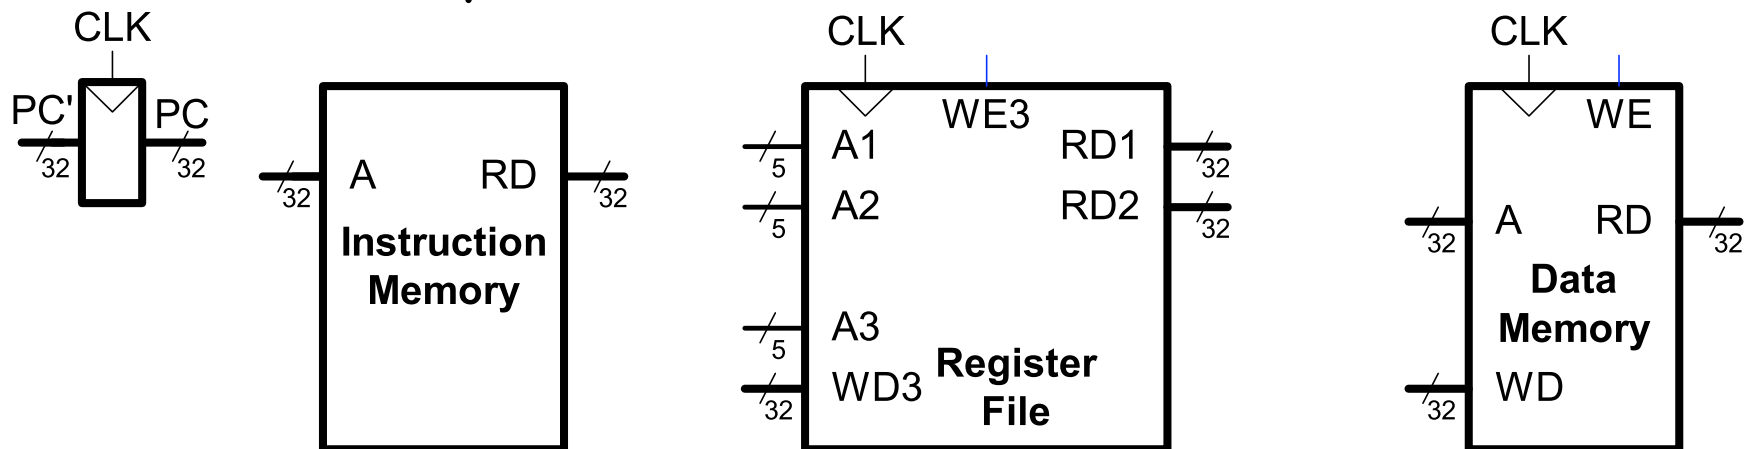 CLK
PC'
PC
32
32
A
RD
32
32
Instruction
Memory
CLK
WE3
A1
RD1
5
32
A2
RD2
5
32
A3
5
WD3
32
Register
File
CLK
WE
A
RD
32
32
Data
Memory
WD
32